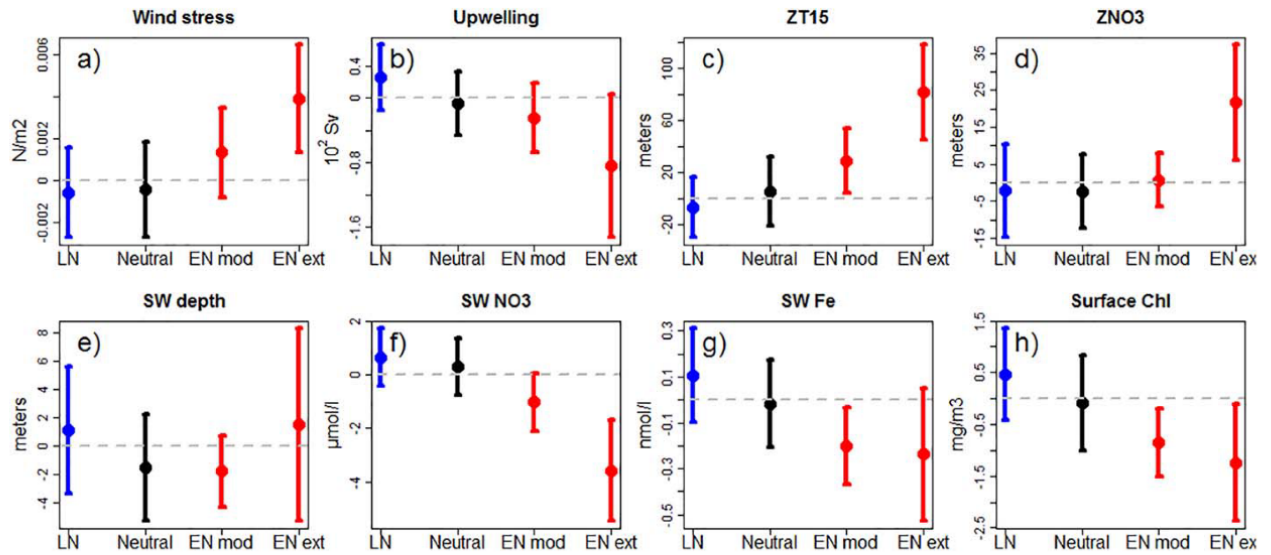 Wind stress
a)
N/m2
0.006
0.002
0
-0.002
LN Neutral EN mod EN ext
Upwelling
b)
10² Sv
0.4
0
-0.8
-1.6
LN Neutral EN mod EN ext
ZT15
c)
meters
100
60
20
-20
LN Neutral EN mod EN ext
ZNO3
d)
meters
35
25
15
5
-5
-15
LN Neutral EN mod EN ex
SW depth
e)
meters
8
6
4
2
0
-2
-4
LN Neutral EN mod EN ext
SW NO3
f)
µmol/l
2
0
-2
-4
LN Neutral EN mod EN ext
SW Fe
g)
nmol/l
0.3
0.1
-0.1
-0.3
-0.5
LN Neutral EN mod EN ext
Surface Chl
h)
mg/m3
1.5
0.5
-0.5
-1.5
-2.5
LN Neutral EN mod EN ext